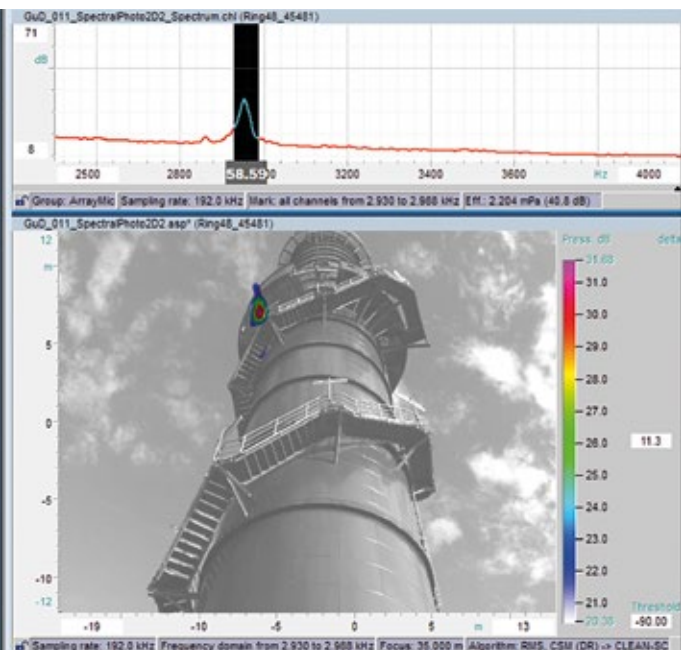 GuD_011_SpectralPhoto2D2_Spectrum.chl (Ring48_45481)
71
dB
8
2500 2800 58.59 3200 3400 3600 Hz 4000
Group: ArrayMic Sampling rate: 192.0 kHz Mark: all channels from 2.930 to 2.968 kHz Eff.: 2.204 mPa (40.8 dB)
GuD_011_SpectralPhoto2D2.asp* (Ring48_45481)
12 Press. dB delta
m
31.68
31.0
30.0
5 29.0
28.0
27.0
0 26.0 11.3
24.0
-5 23.0
22.0
-10 21.0 Threshold
-12 20.38 -90.00
-19 -10 -5 0 5 m 13
Sampling rate: 192.0 kHz Frequency domain from 2.930 to 2.968 kHz Focus: 35.000 m Algorithm: RMS, CSM (DR) -> CLEAN-SC